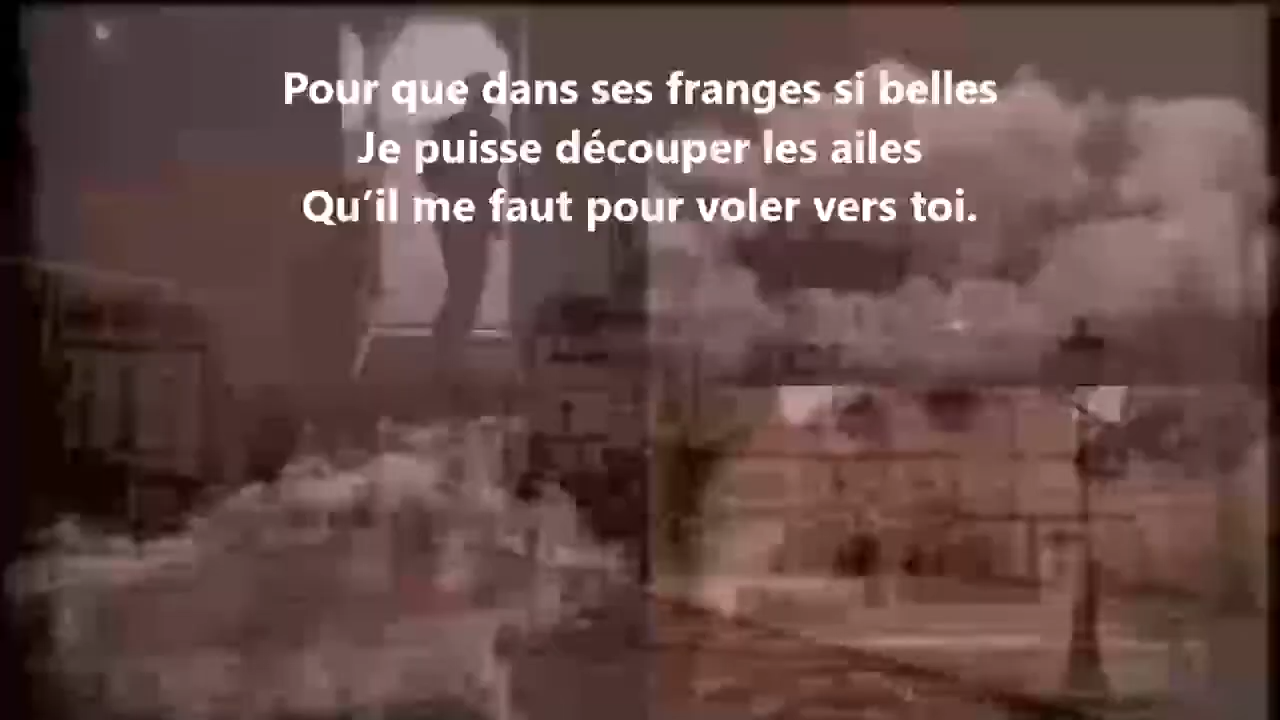 Pour que dans ses franges si belles
Je puisse découper les ailes
Qu’il me faut pour voler vers toi.